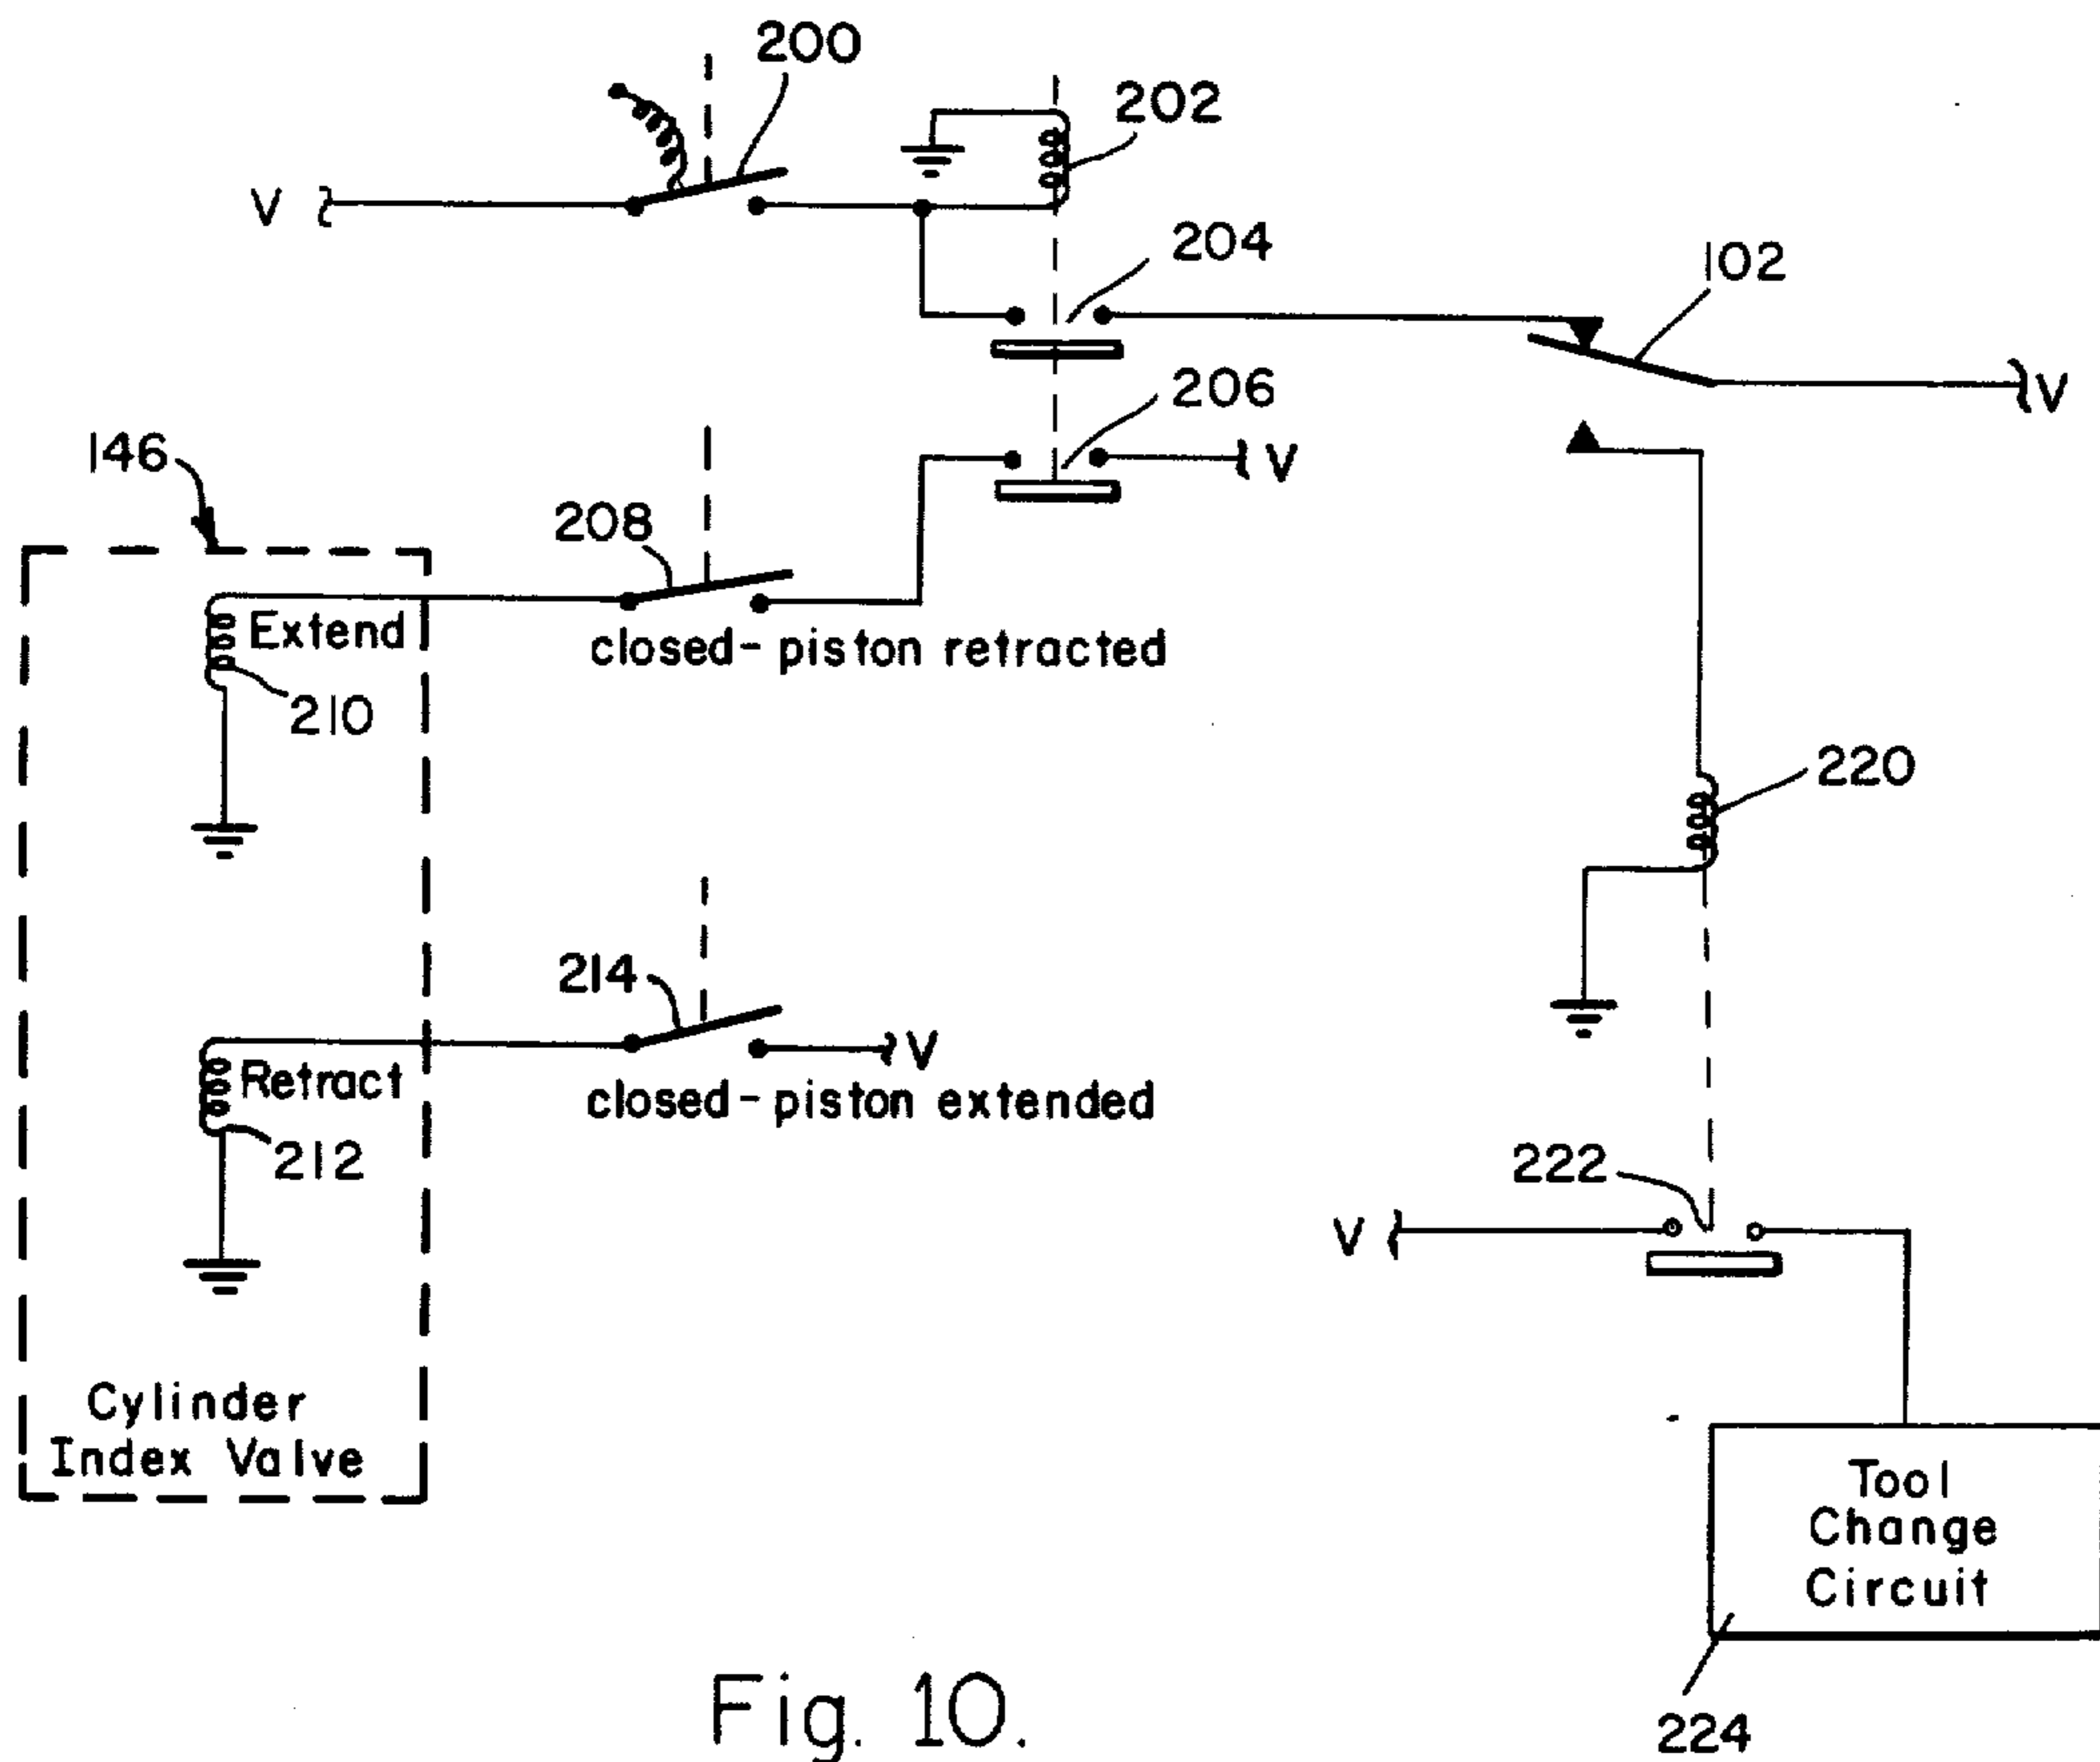 200
202
V
204
102
V
206
V
146
208
Extend
closed-piston retracted
210
220
214
V
Retract
closed-piston extended
212
222
V
Cylinder
Index Valve
Tool
Change
Circuit
Fig. 10.
224